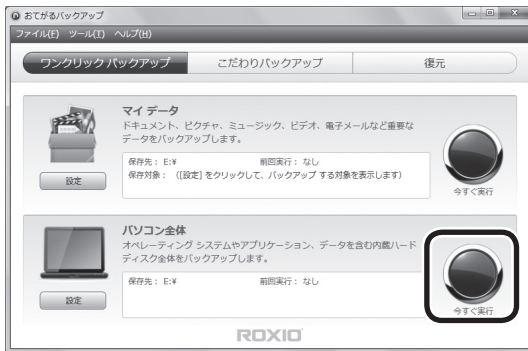 おてがるバックアップ
ファイル(F) ツール(T) ヘルプ(H)
ワンクリック バックアップ こだわりバックアップ 復元
マイ データ
ドキュメント、ピクチャ、ミュージック、ビデオ、電子メールなど重要な
データをバックアップします。
保存先： E:¥ 前回実行： なし
保存対象： （[設定] をクリックして、バックアップ する対象を表示します）
設定
今すぐ実行
パソコン全体
オペレーティング システムやアプリケーション、データを含む内蔵ハード
ディスク全体をバックアップします。
保存先： E:¥ 前回実行： なし
設定
今すぐ実行
ROXIO